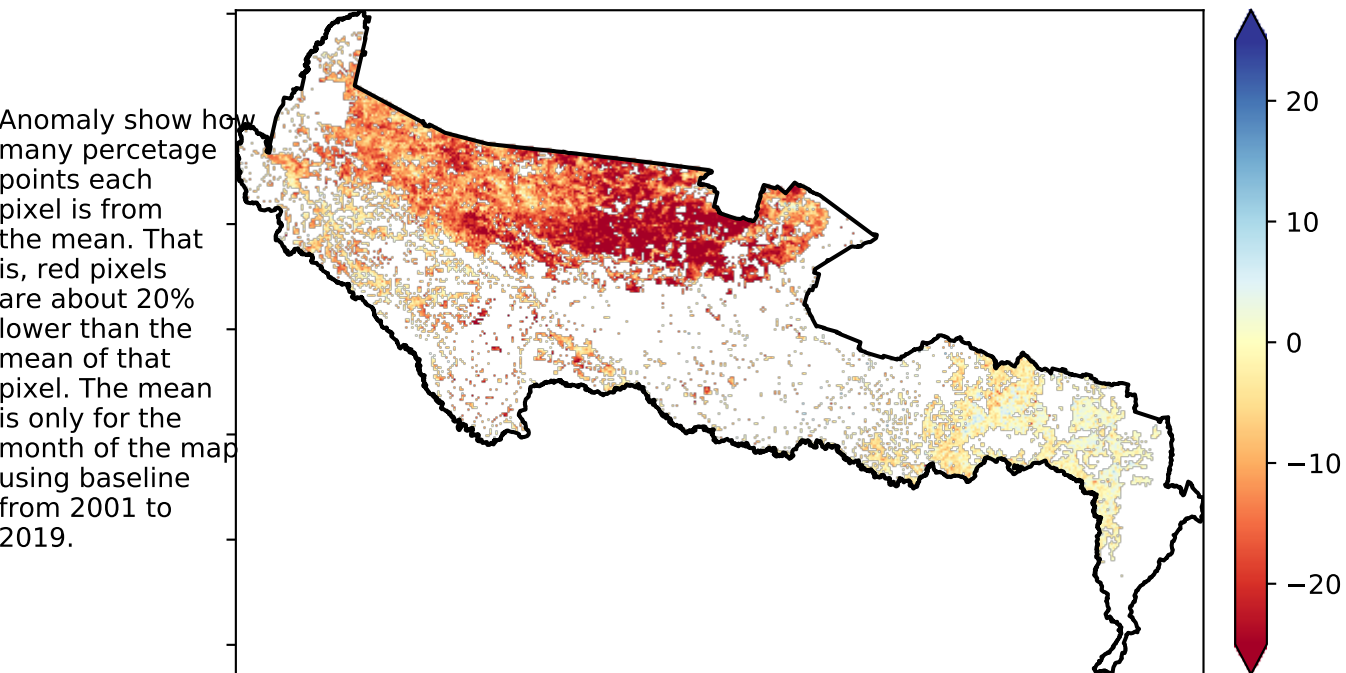 Anomaly show how
many percetage
points each
pixel is from
the mean. That
is, red pixels
are about 20%
lower than the
mean of that
pixel. The mean
is only for the
month of the map
using baseline
from 2001 to
2019.
20
10
0
−10
−20